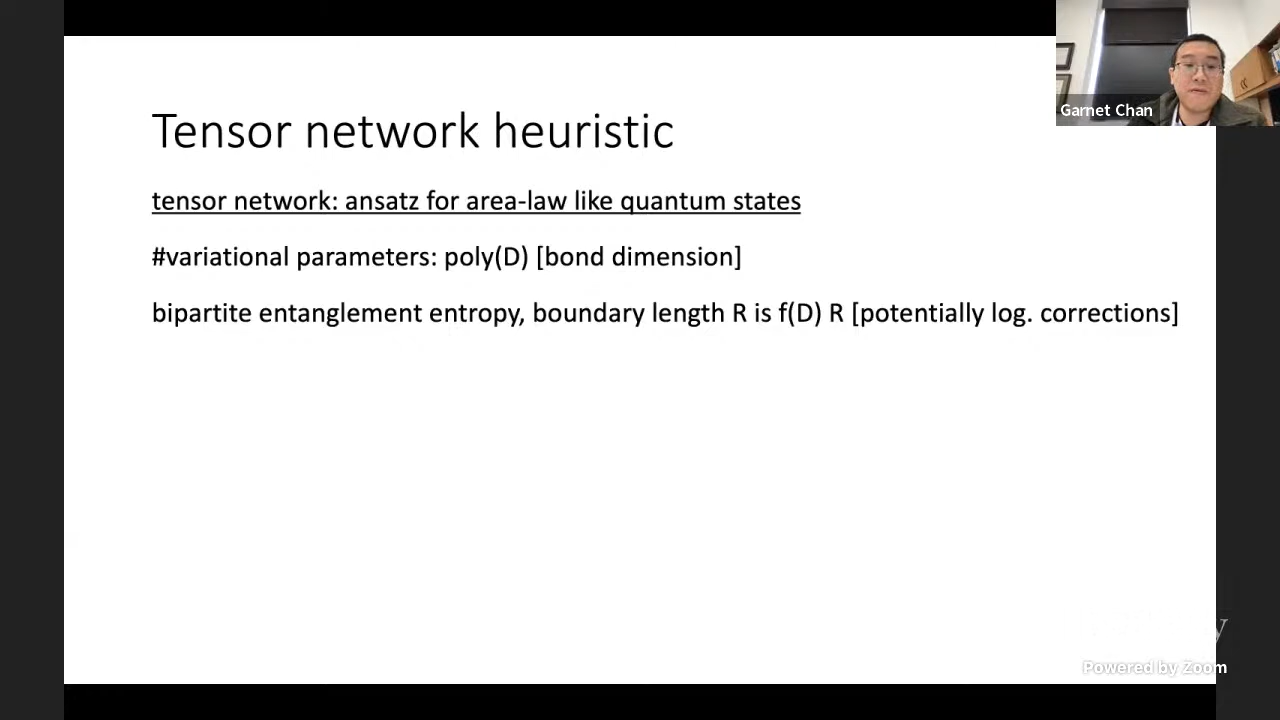 Garnet Chan
Tensor network heuristic
tensor network: ansatz for area-law like quantum states
#variational parameters: poly(D) [bond dimension]
bipartite entanglement entropy, boundary length R is f(D) R [potentially log. corrections]
Powered by Zoom